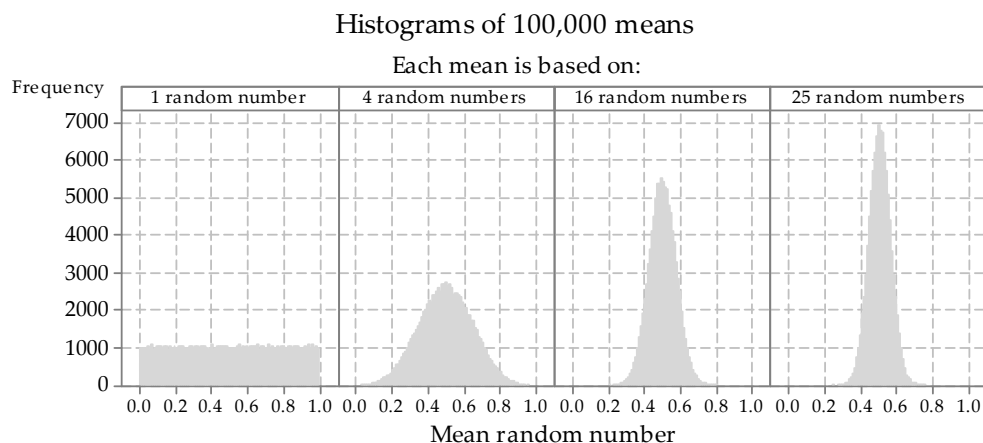 Histograms of 100,000 means
Each mean is based on:
Frequency
1 random number 4 random numbers 16 random numbers 25 random numbers
7000
6000
5000
4000
3000
2000
1000
0
0.0 0.2 0.4 0.6 0.8 1.0 0.0 0.2 0.4 0.6 0.8 1.0 0.0 0.2 0.4 0.6 0.8 1.0 0.0 0.2 0.4 0.6 0.8 1.0
Mean random number